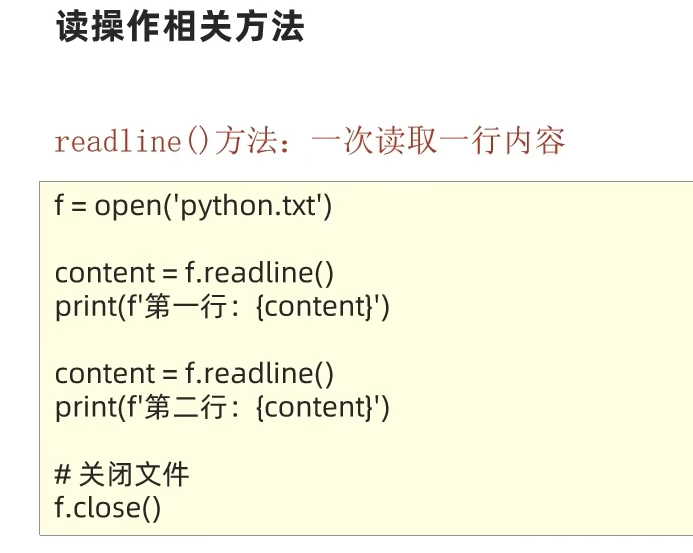 读操作相关方法
readline()方法：一次读取一行内容
f = open('python.txt')
content = f.readline()
print(f'第一行：{content}')
content = f.readline()
print(f'第二行：{content}')
# 关闭文件
f.close()